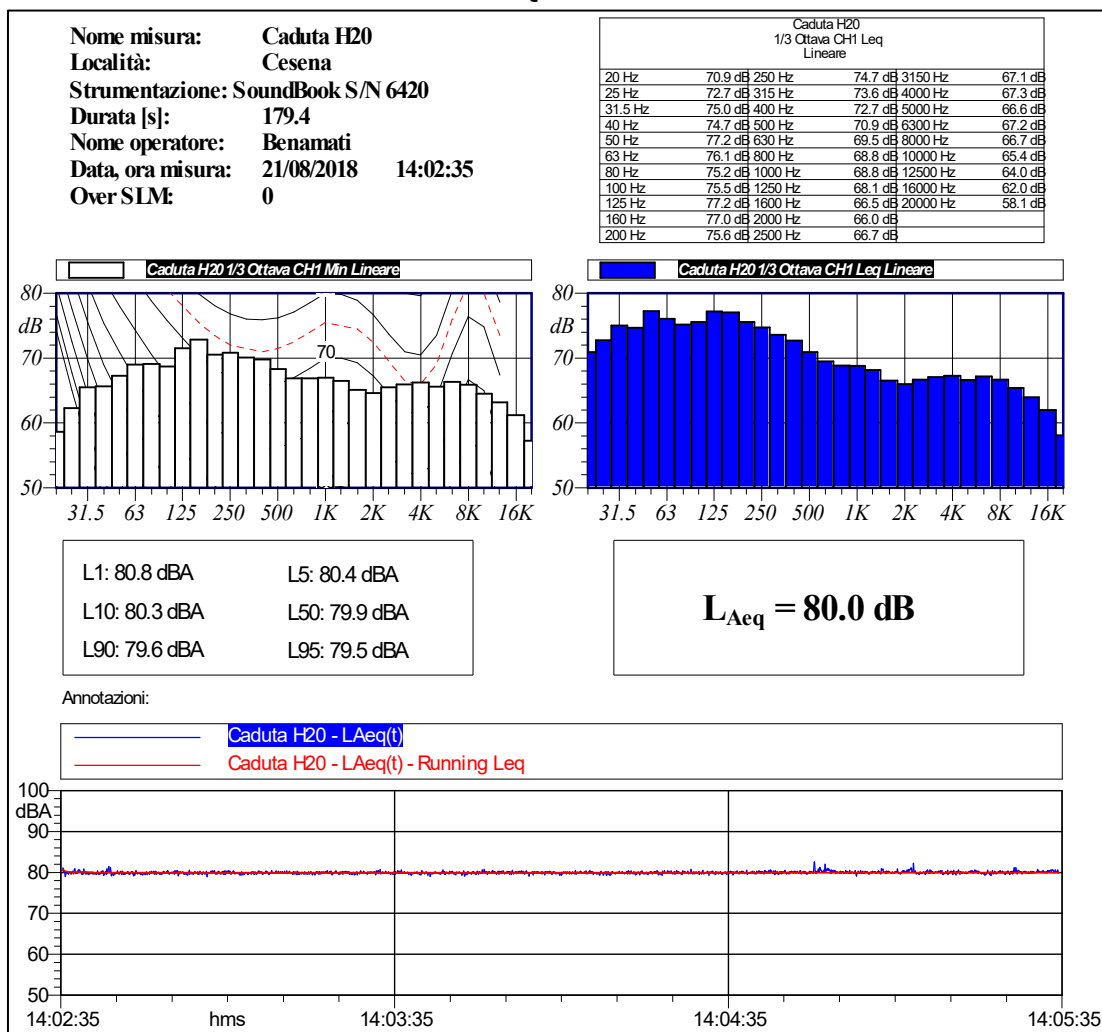 Nome misura: Caduta H20
Località: Cesena
Strumentazione: SoundBook S/N 6420
Durata [s]: 179.4
Nome operatore: Benamati
Data, ora misura: 21/08/2018 14:02:35
Over SLM: 0
Caduta H20
1/3 Ottava CH1 Leq
Lineare
20 Hz 70.9 dB 250 Hz 74.7 dB 3150 Hz 67.1 dB
25 Hz 72.7 dB 315 Hz 73.6 dB 4000 Hz 67.3 dB
31.5 Hz 75.0 dB 400 Hz 72.7 dB 5000 Hz 66.6 dB
40 Hz 74.7 dB 500 Hz 70.9 dB 6300 Hz 67.2 dB
50 Hz 77.2 dB 630 Hz 69.5 dB 8000 Hz 66.7 dB
63 Hz 76.1 dB 800 Hz 68.8 dB 10000 Hz 65.4 dB
80 Hz 75.2 dB 1000 Hz 68.8 dB 12500 Hz 64.0 dB
100 Hz 75.5 dB 1250 Hz 68.1 dB 16000 Hz 62.0 dB
125 Hz 77.2 dB 1600 Hz 66.5 dB 20000 Hz 58.1 dB
160 Hz 77.0 dB 2000 Hz 66.0 dB
200 Hz 75.6 dB 2500 Hz 66.7 dB
Caduta H20 1/3 Ottava CH1 Min Lineare
80
dB
70
60
50
70
31.5 63 125 250 500 1K 2K 4K 8K 16K
Caduta H20 1/3 Ottava CH1 Leq Lineare
80
dB
70
60
50
31.5 63 125 250 500 1K 2K 4K 8K 16K
L1: 80.8 dBA L5: 80.4 dBA
L10: 80.3 dBA L50: 79.9 dBA
L90: 79.6 dBA L95: 79.5 dBA
LAeq = 80.0 dB
Annotazioni:
Caduta H20 - LAeq(t)
Caduta H20 - LAeq(t) - Running Leq
100
dBA
90
80
70
60
50
14:02:35 hms 14:03:35 14:04:35 14:05:35